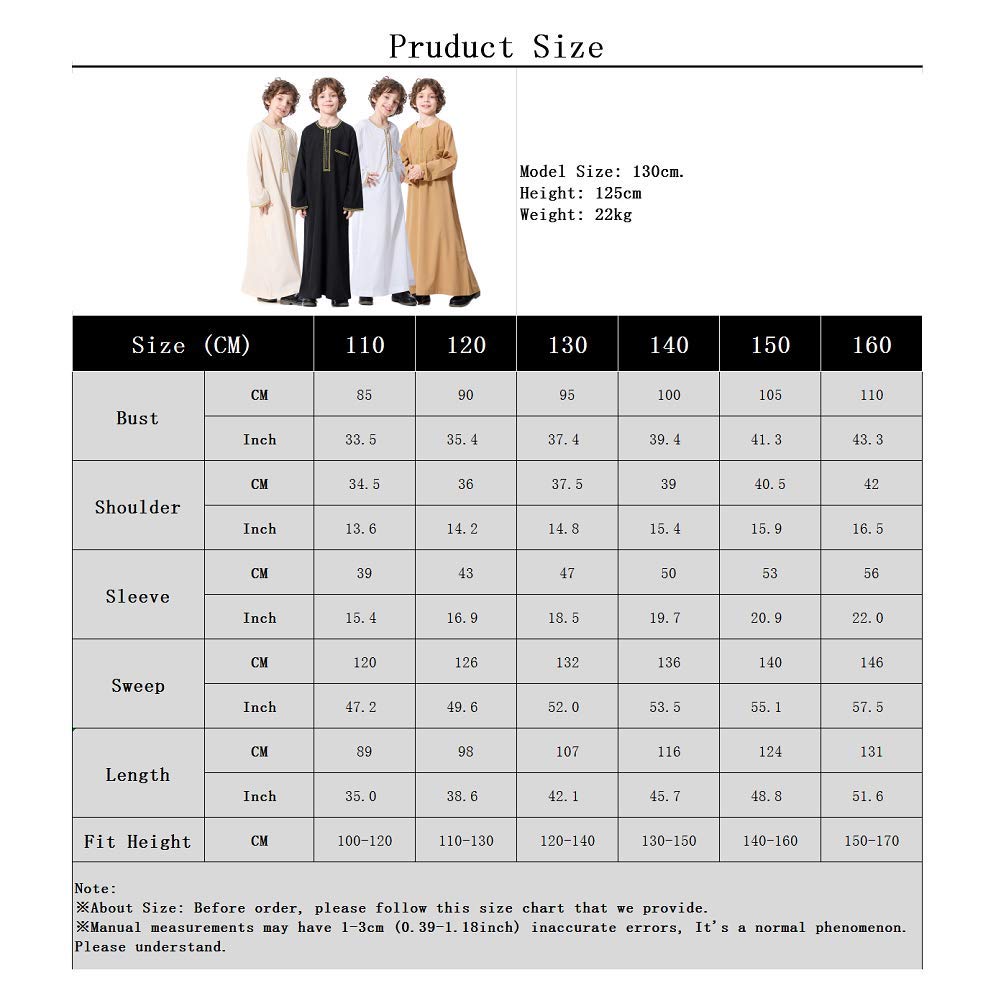 Pruduct Size
Model Size: 130cm.
Height: 125cm
Weight: 22kg
Size (CM) 110 120 130 140 150 160
Bust CM 85 90 95 100 105 110
Inch 33.5 35.4 37.4 39.4 41.3 43.3
Shoulder CM 34.5 36 37.5 39 40.5 42
Inch 13.6 14.2 14.8 15.4 15.9 16.5
Sleeve CM 39 43 47 50 53 56
Inch 15.4 16.9 18.5 19.7 20.9 22.0
Sweep CM 120 126 132 136 140 146
Inch 47.2 49.6 52.0 53.5 55.1 57.5
Length CM 89 98 107 116 124 131
Inch 35.0 38.6 42.1 45.7 48.8 51.6
Fit Height CM 100-120 110-130 120-140 130-150 140-160 150-170
Note:
※About Size: Before order, please follow this size chart that we provide.
※Manual measurements may have 1-3cm (0.39-1.18inch) inaccurate errors, It's a normal phenomenon.
Please understand.